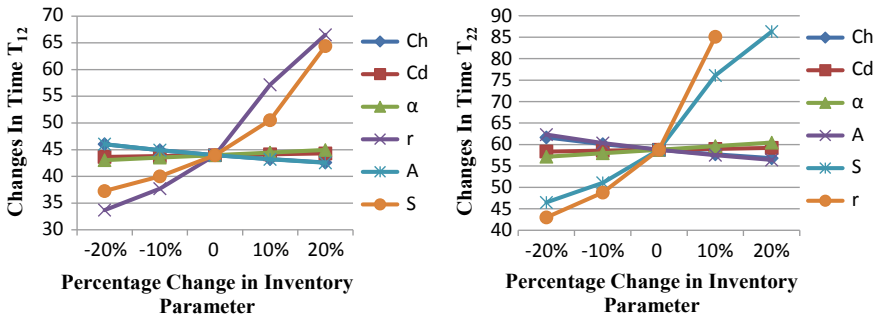 Changes In Time T12
70
65
60
55
50
45
40
35
30
-20% -10% 0 10% 20%
Percentage Change in Inventory
Parameter
Ch
Cd
α
r
A
S
Changes In Time T22
90
85
80
75
70
65
60
55
50
45
40
-20% -10% 0 10% 20%
Percentage Change in Inventory
Parameter
Ch
Cd
α
A
S
r